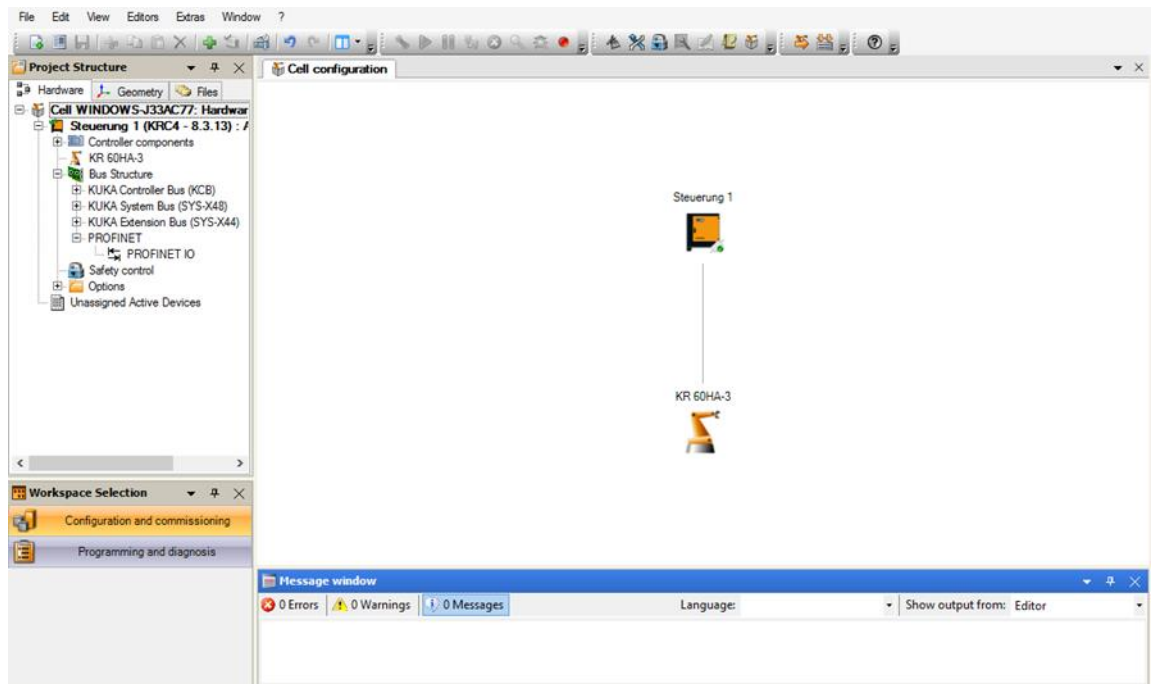 File Edit View Editors Extras Window ?
Project Structure
Hardware Geometry Files
Cell WINDOWS-J33AC77: Hardwar
Steuerung 1 (KRC4 - 8.3.13) : A
Controller components
KR 60HA-3
Bus Structure
KUKA Controller Bus (KCB)
KUKA System Bus (SYS-X48)
KUKA Extension Bus (SYS-X44)
PROFINET
PROFINET IO
Safety control
Options
Unassigned Active Devices
Workspace Selection
Configuration and commissioning
Programming and diagnosis
Cell configuration
Steuerung 1
KR 60HA-3
Message window
0 Errors 0 Warnings 0 Messages Language: Show output from: Editor